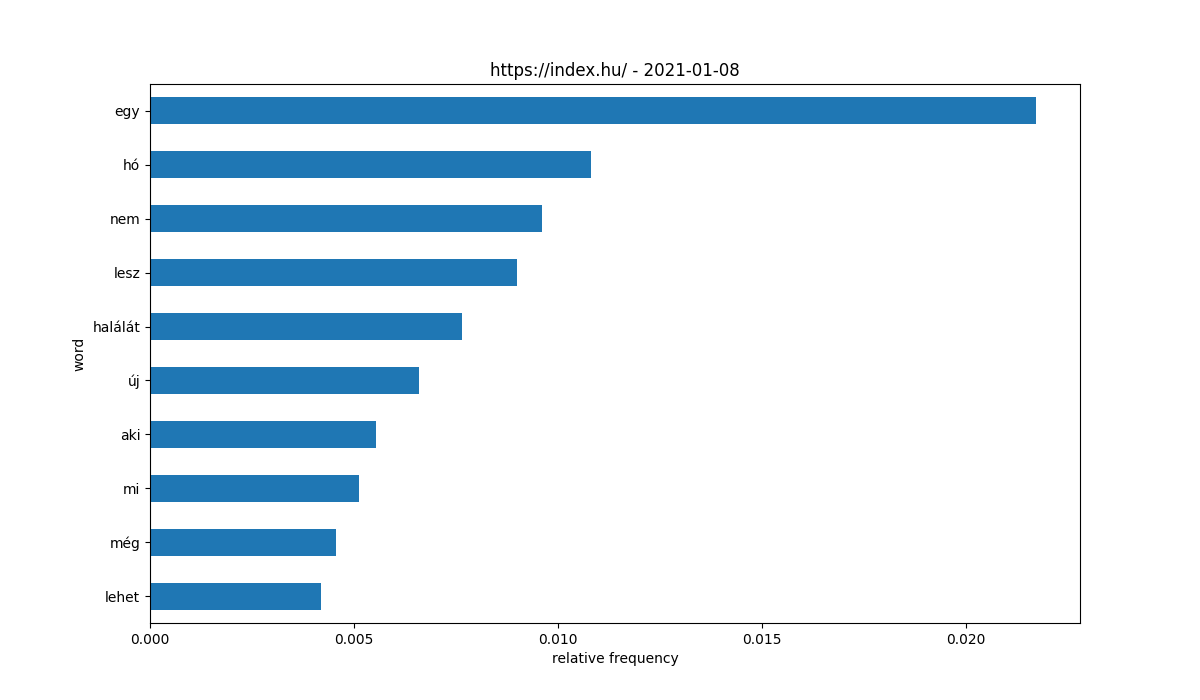 https://index.hu/ - 2021-01-08
egy
hó
nem
lesz
halálát
új
aki
mi
még
lehet
word
0.000 0.005 0.010 0.015 0.020
relative frequency